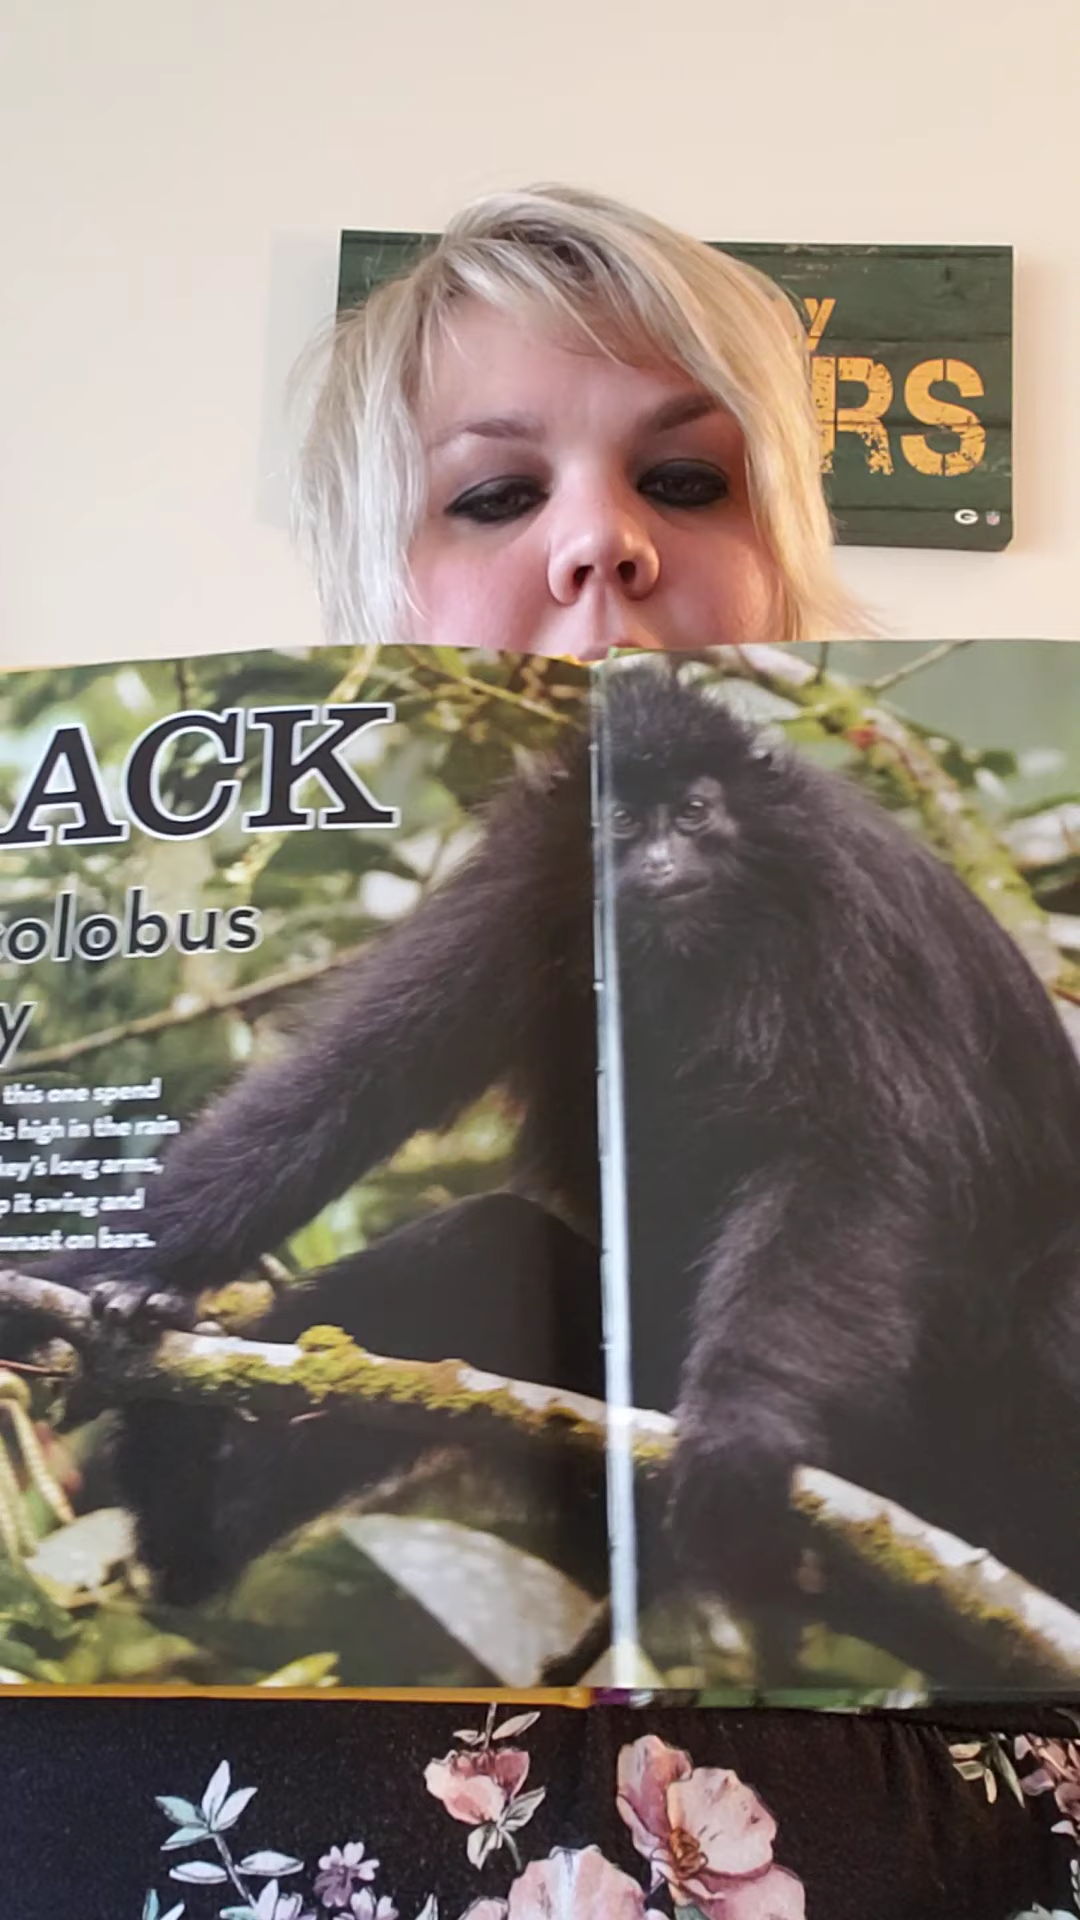 Y
RS
G
ACK
colobus
y
this one spend
ts high in the rain
key's long arms,
p it swing and
mnast on bars.